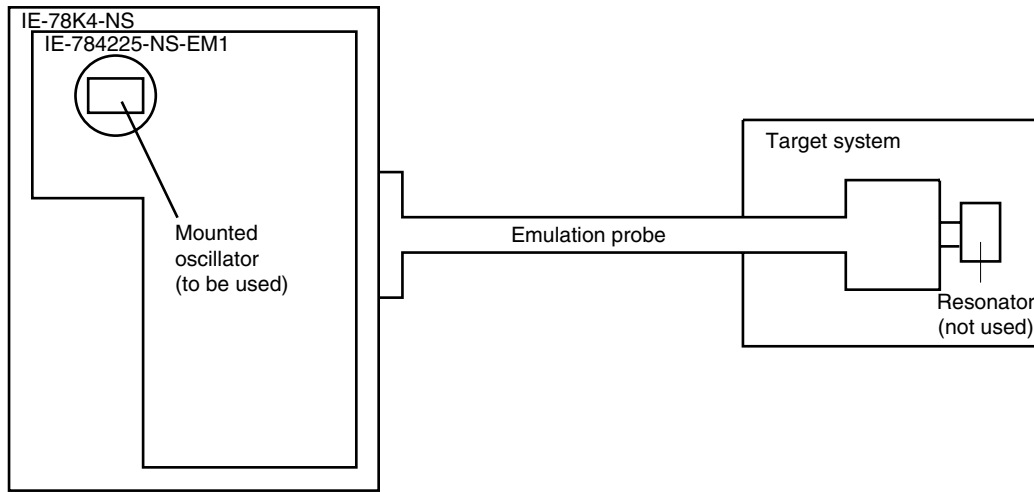 IE-78K4-NS
IE-784225-NS-EM1
Mounted
oscillator
(to be used)
Emulation probe
Target system
Resonator
(not used)